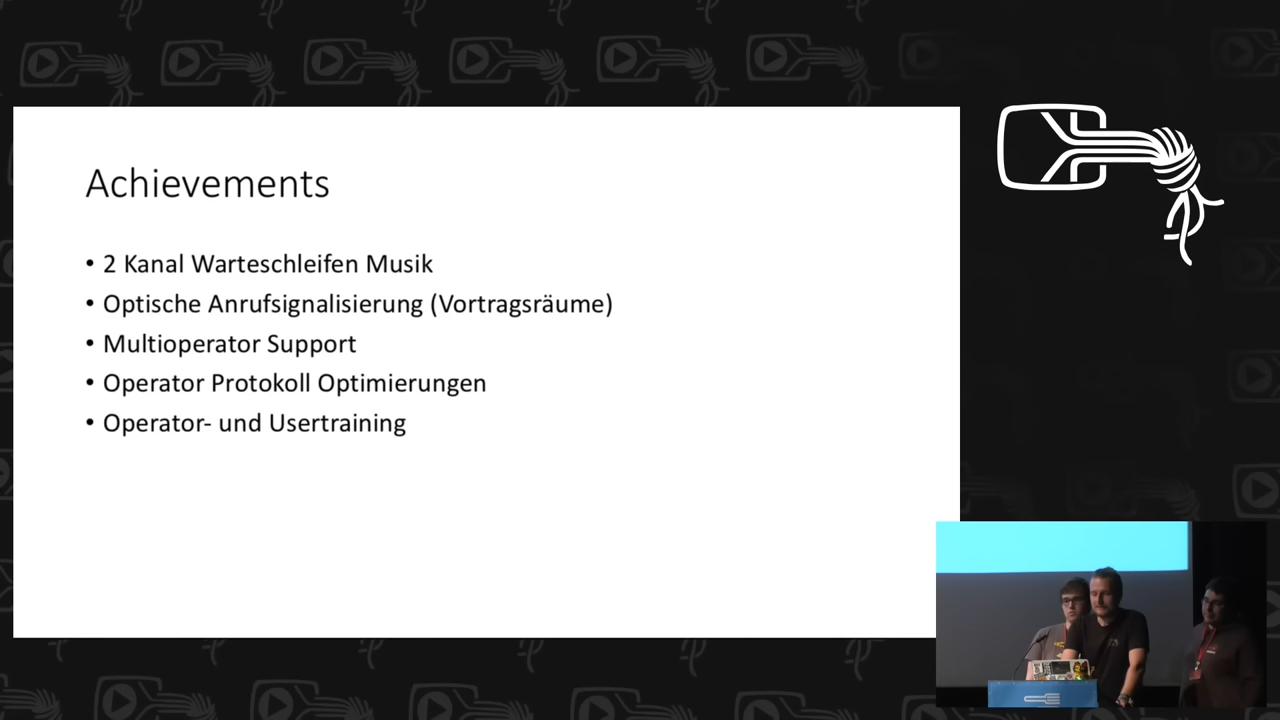 Achievements
• 2 Kanal Warteschleifen Musik
• Optische Anrufsignalisierung (Vortragsräume)
• Multioperator Support
• Operator Protokoll Optimierungen
• Operator- und Usertraining